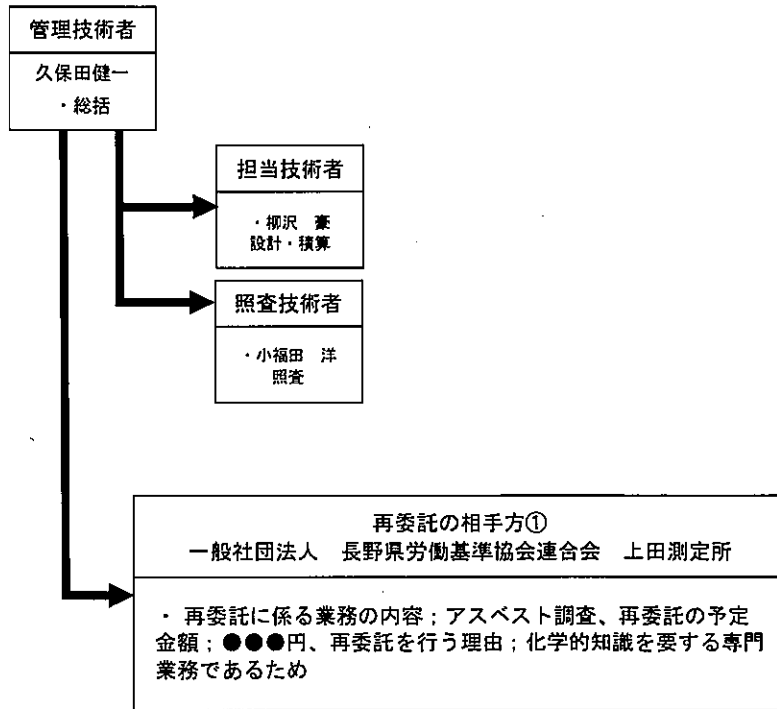 管理技術者
久保田健一
・総括
担当技術者
・柳沢　豪
設計・積算
照査技術者
・小福田　洋
照査
再委託の相手方①
一般社団法人　長野県労働基準協会連合会　上田測定所
・ 再委託に係る業務の内容；アスベスト調査、再委託の予定
金額；●●●円、再委託を行う理由；化学的知識を要する専門
業務であるため